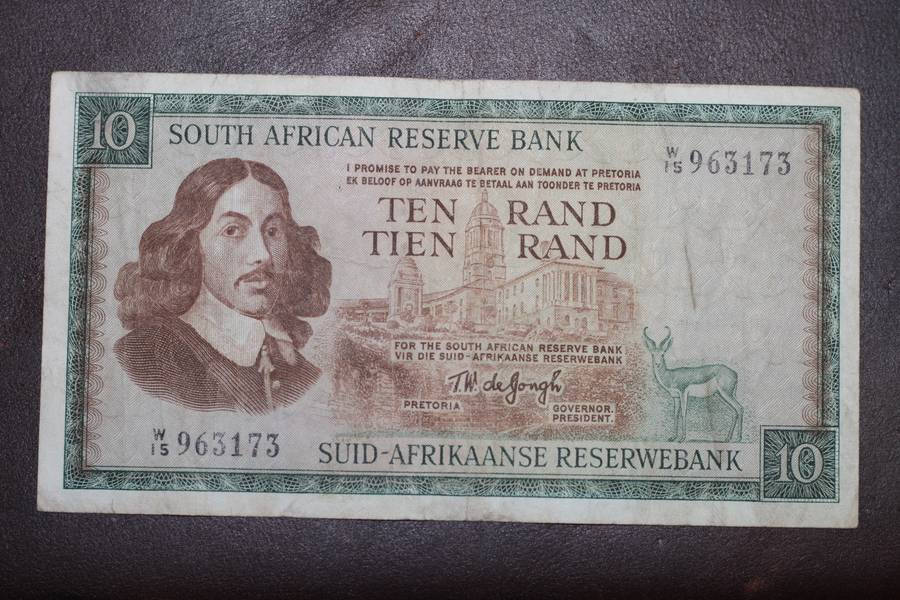 10
SOUTH AFRICAN RESERVE BANK
W/15 963173
I PROMISE TO PAY THE BEARER ON DEMAND AT PRETORIA
EK BELOOF OP AANVRAAG TE BETAAL AAN TOONDER TE PRETORIA
TEN RAND
TIEN RAND
FOR THE SOUTH AFRICAN RESERVE BANK
VIR DIE SUID-AFRIKAANSE RESERWEBANK
T.W. de Jongh
PRETORIA
GOVERNOR.
PRESIDENT.
W/15 963173
SUID-AFRIKAANSE RESERWEBANK
10